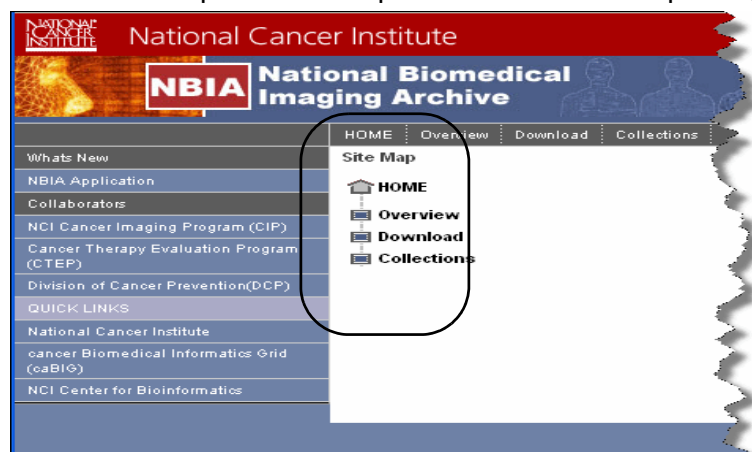 NATIONAL
CANCER
INSTITUTE
National Cancer Institute
NBIA
National Biomedical
Imaging Archive
HOME Overview Download Collections
Whats New
NBIA Application
Collaborators
NCI Cancer Imaging Program (CIP)
Cancer Therapy Evaluation Program
(CTEP)
Division of Cancer Prevention(DCP)
QUICK LINKS
National Cancer Institute
cancer Biomedical Informatics Grid
(caBIG)
NCI Center for Bioinformatics
Site Map
HOME
Overview
Download
Collections